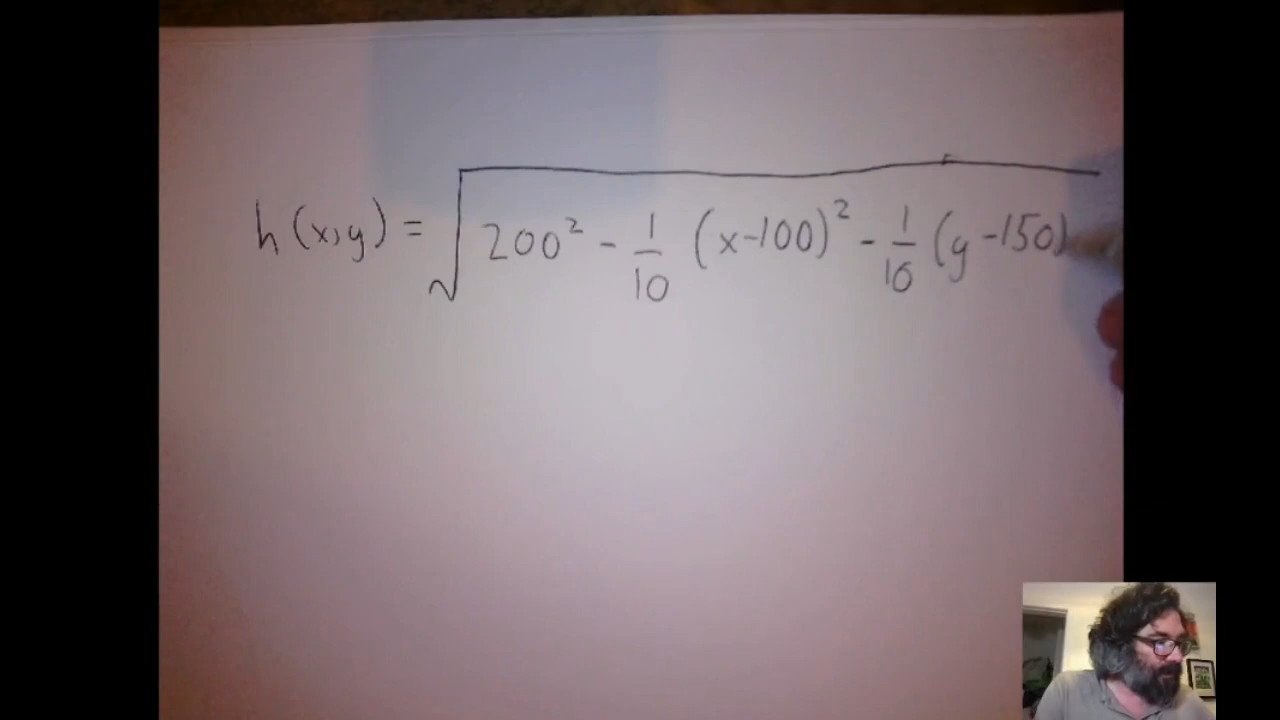 h(x,y) = √(200² - 1/10 (x-100)² - 1/10 (y-150)